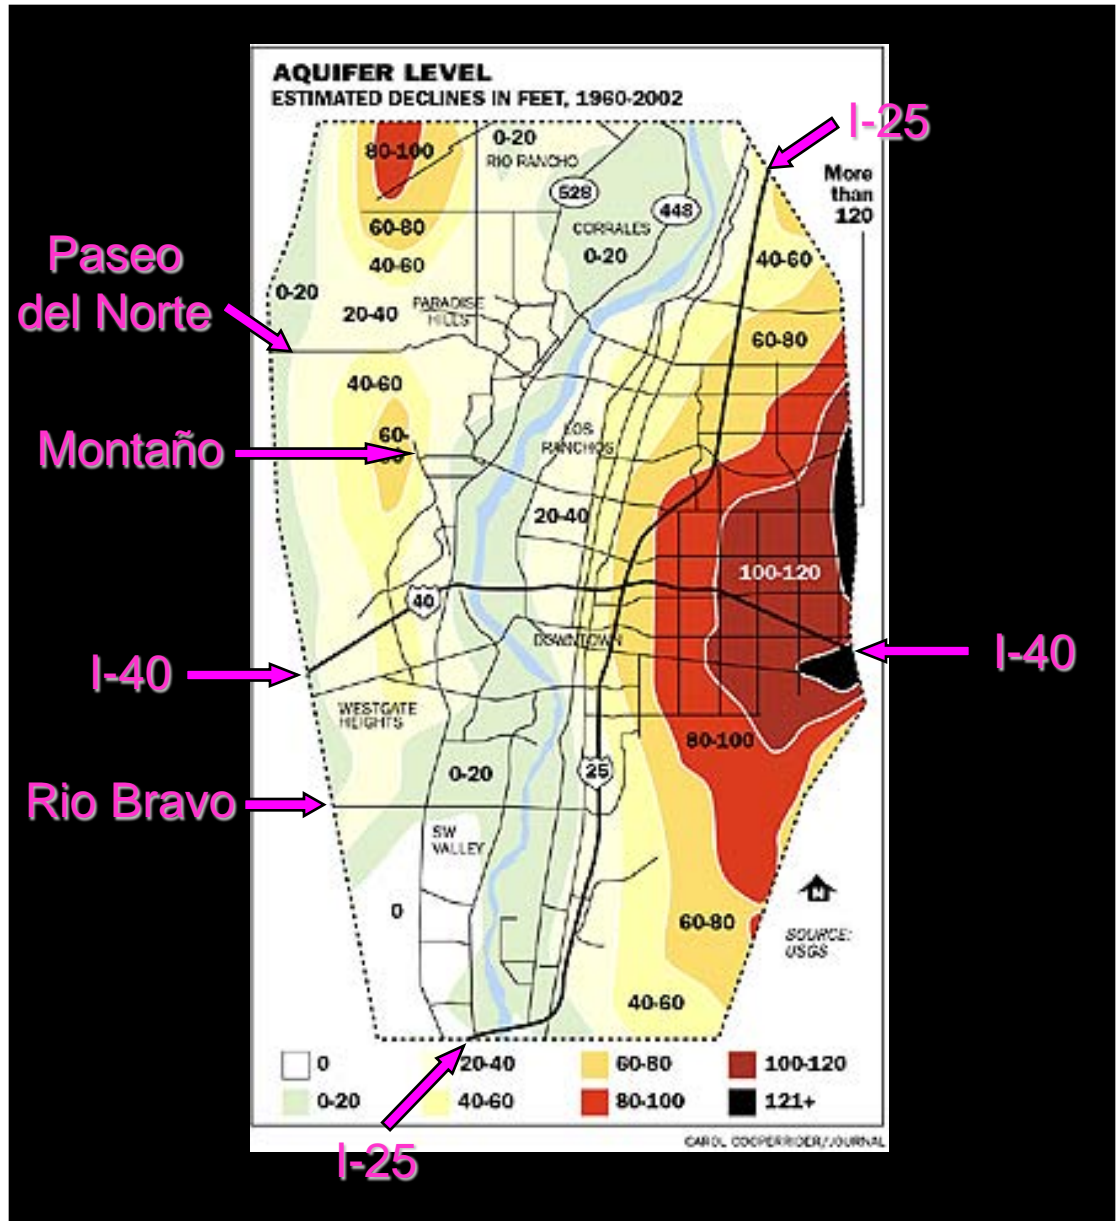 AQUIFER LEVEL
ESTIMATED DECLINES IN FEET, 1960-2002
I-25
More
than
120
80-100
0-20
RIO RANCHO
528
448
60-80
CORRALES
0-20
40-60
40-60
Paseo
del Norte
0-20
20-40
PARADISE
HILLS
60-80
40-60
Montaño
60-
LOS
RANCHOS
20-40
100-120
40
DOWNTOWN
I-40
I-40
WESTGATE
HEIGHTS
80-100
0-20
25
Rio Bravo
SW
VALLEY
0
60-80
N
SOURCE:
USGS
40-60
0
20-40
60-80
100-120
0-20
40-60
80-100
121+
CAROL COOPERRIDER/JOURNAL
I-25